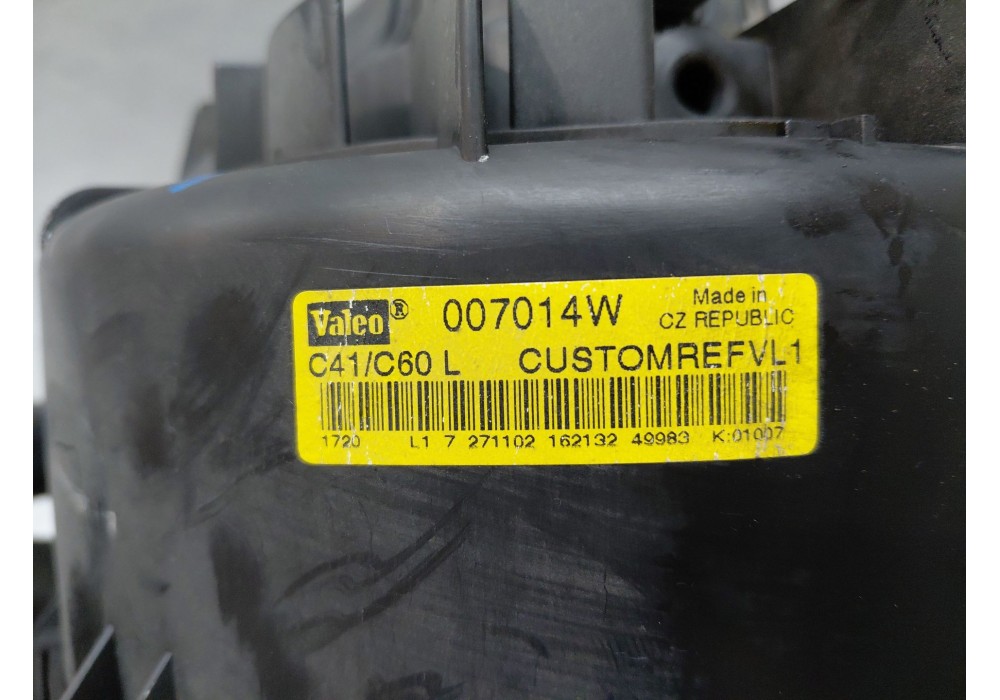 Valeo® 007014W Made in
CZ REPUBLIC
C41/C60 L CUSTOMREFVL1
1720 L1 7 271102 162132 49983 K:01007